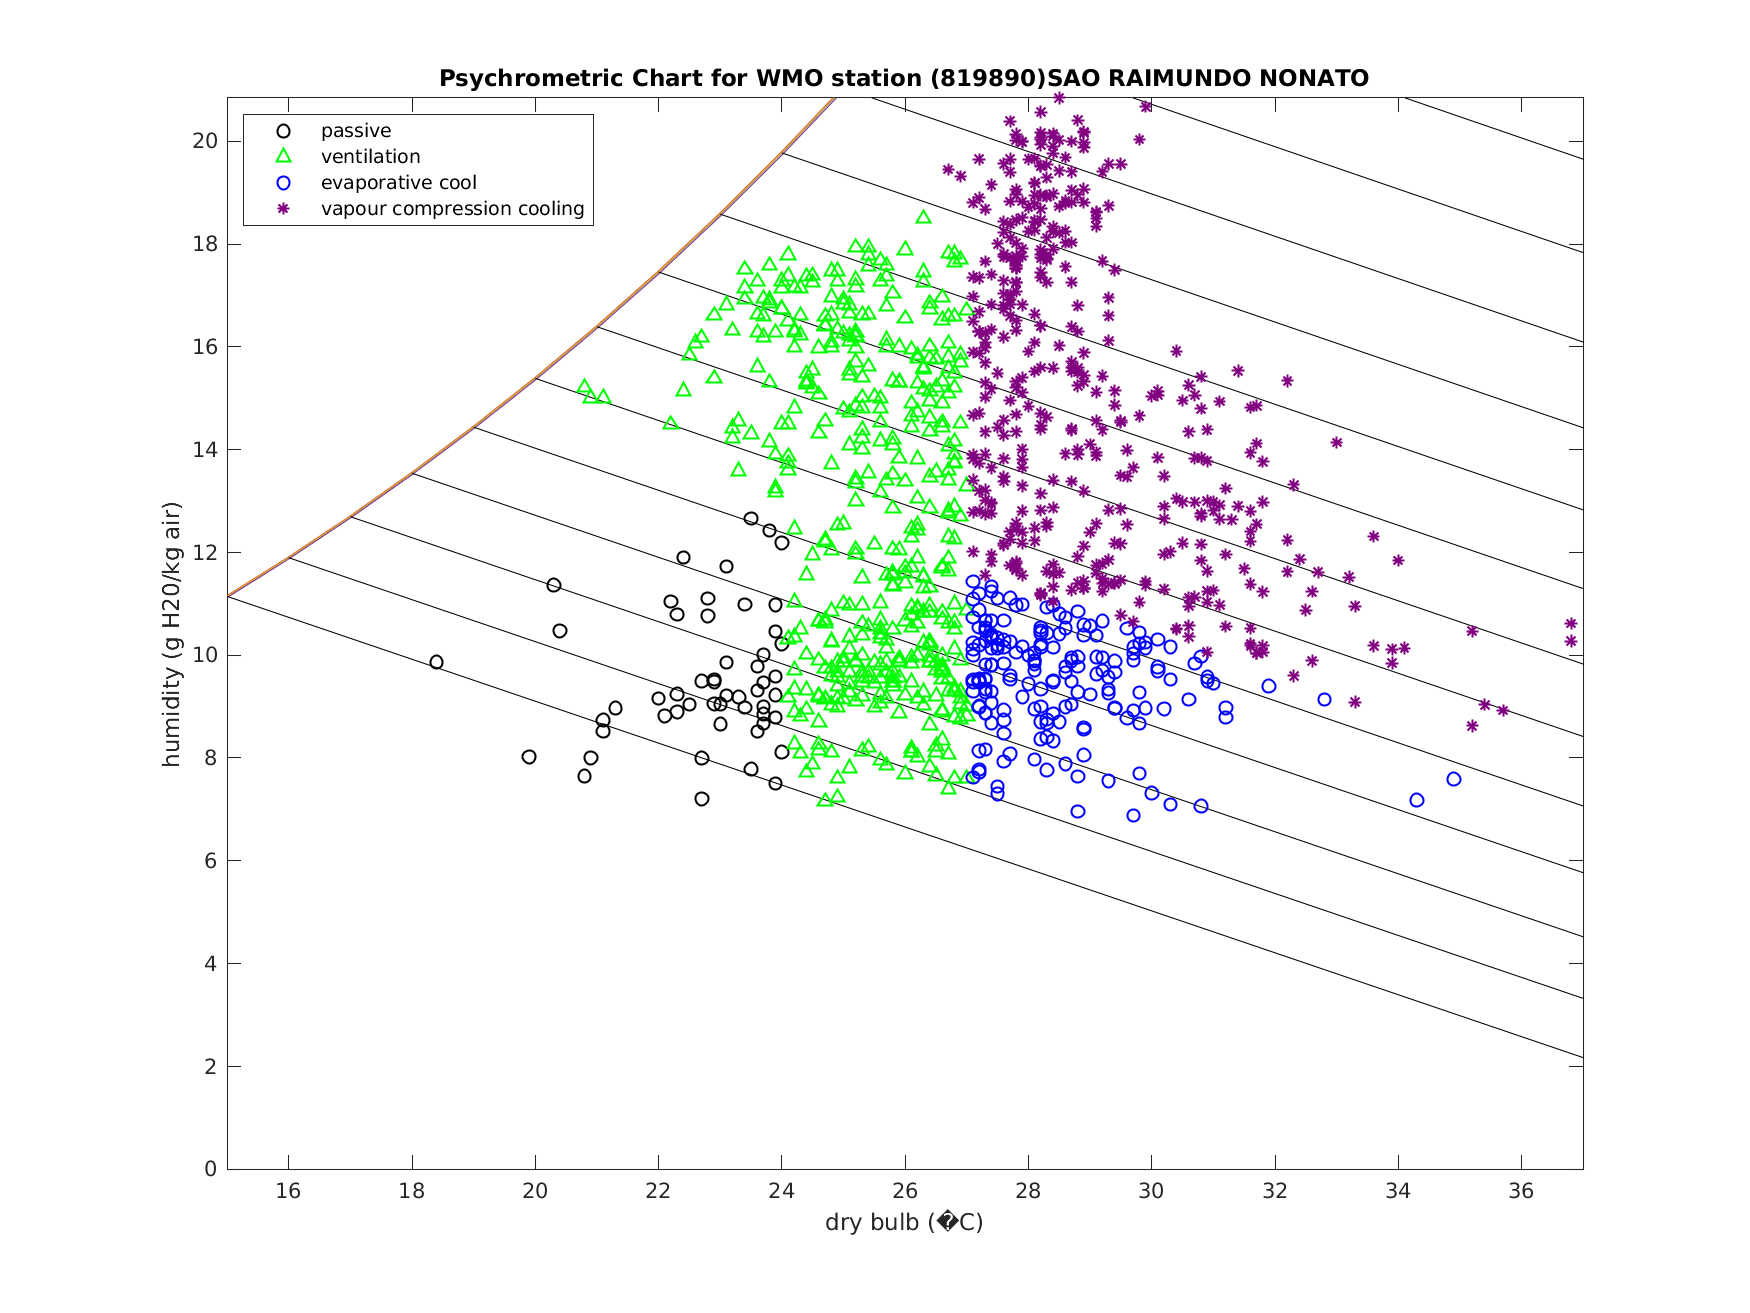 Psychrometric Chart for WMO station (819890)SAO RAIMUNDO NONATO
passive
ventilation
evaporative cool
vapour compression cooling
humidity (g H20/kg air)
20
18
16
14
12
10
8
6
4
2
0
16 18 20 22 24 26 28 30 32 34 36
dry bulb (�C)